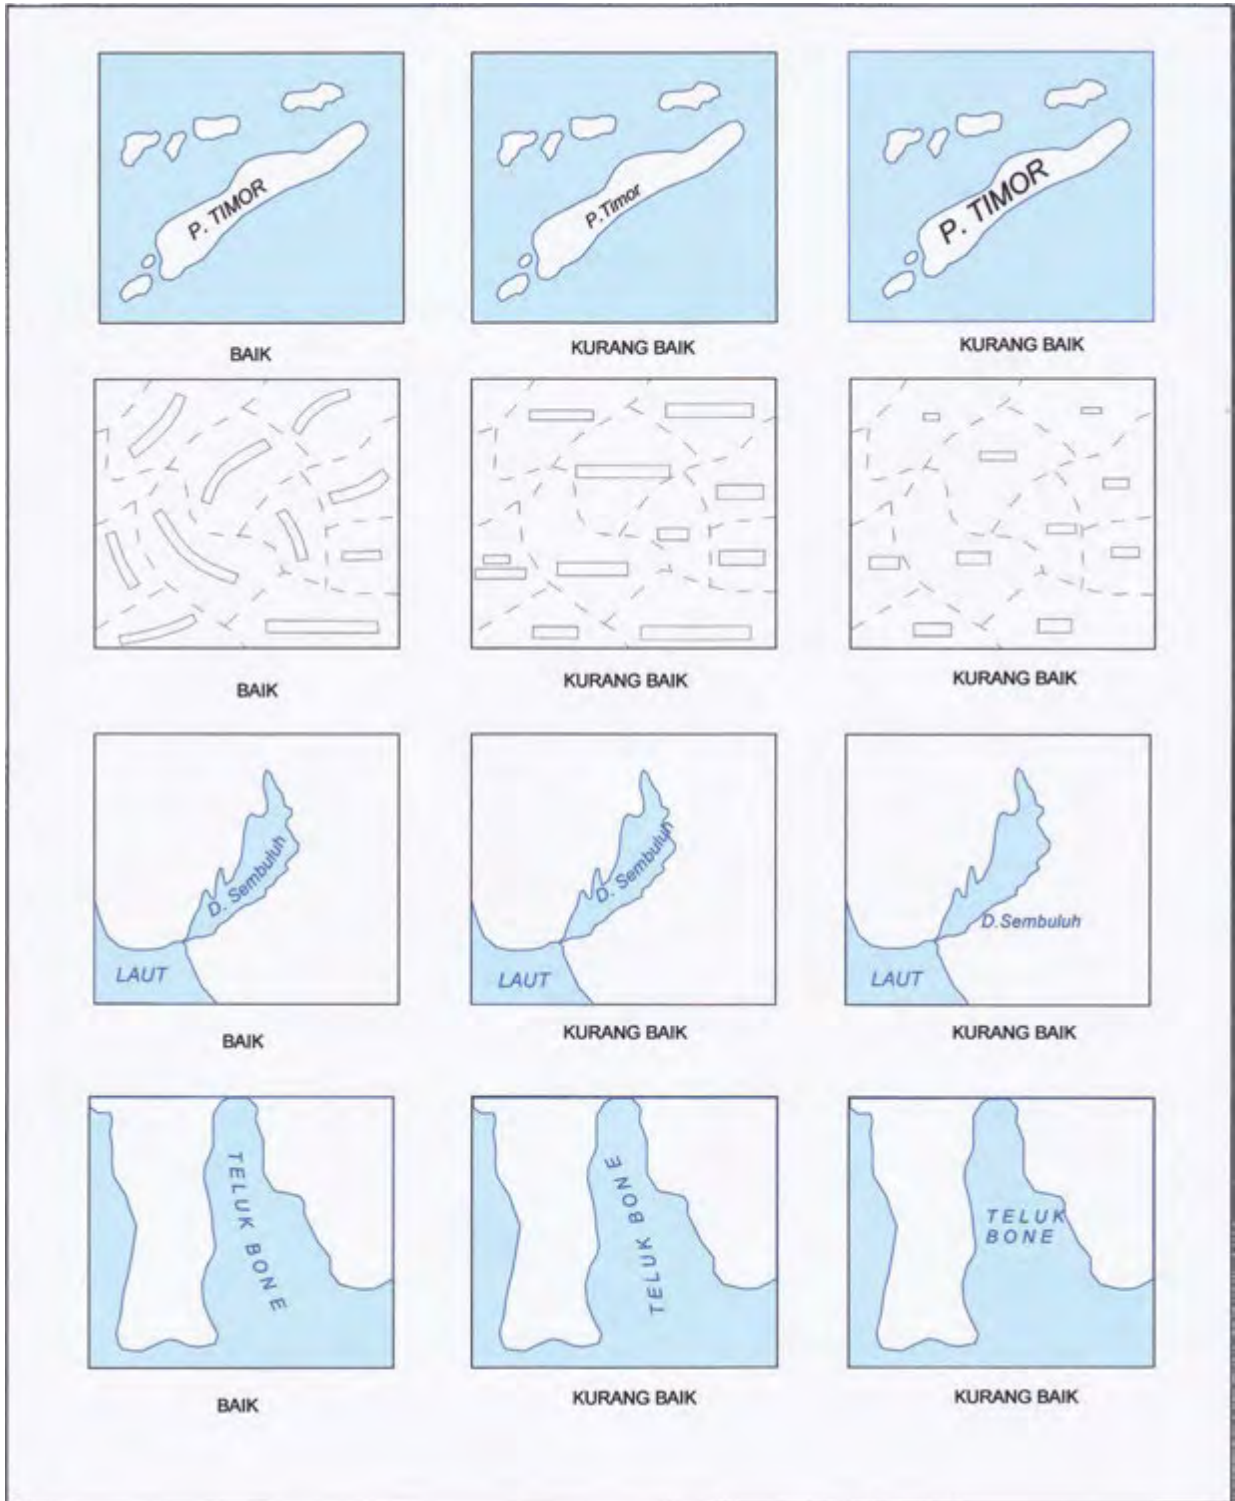 P. TIMOR
P.Timor
P. TIMOR
BAIK
KURANG BAIK
KURANG BAIK
BAIK
KURANG BAIK
KURANG BAIK
D. Sembuluh
LAUT
D. Sembuluh
LAUT
D.Sembuluh
LAUT
BAIK
KURANG BAIK
KURANG BAIK
TELUK BONE
TELUK BONE
TELUK
BONE
BAIK
KURANG BAIK
KURANG BAIK